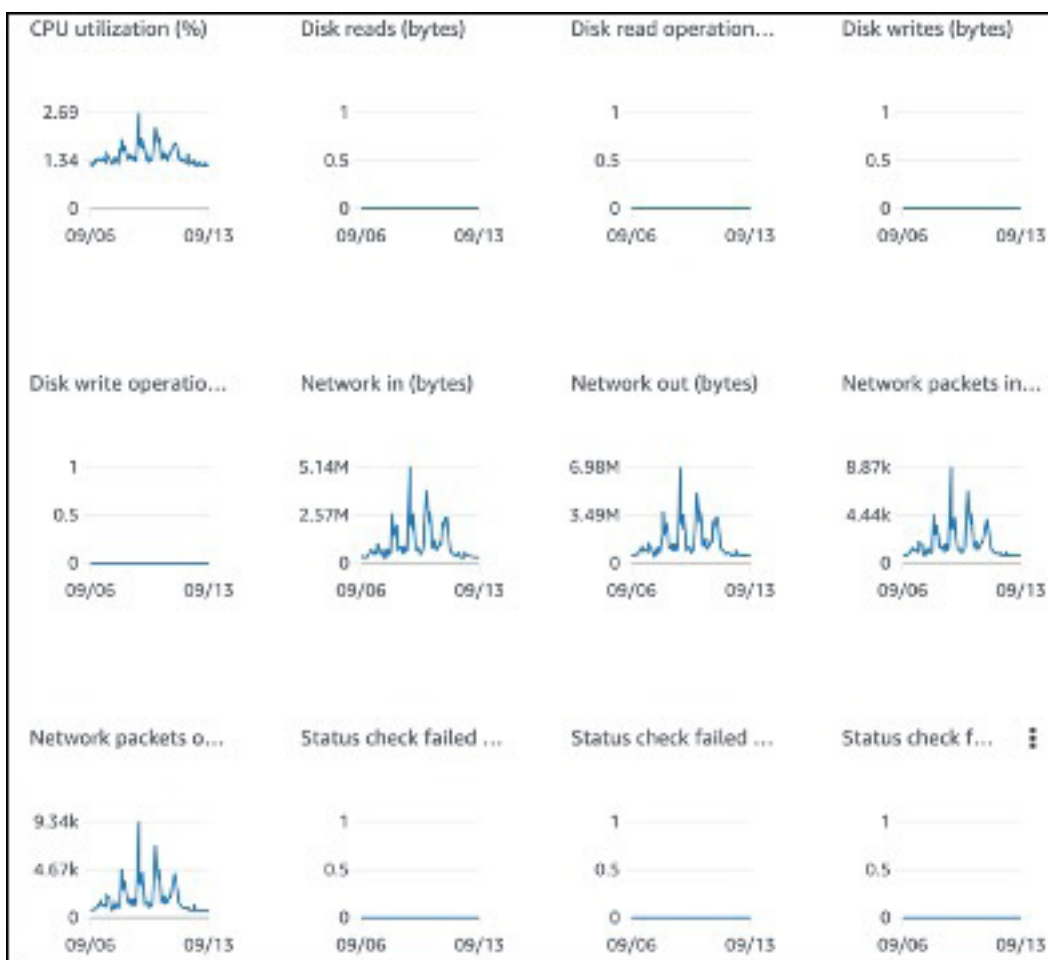 CPU utilization (%)
2.69
1.34
0
09/06 09/13
Disk reads (bytes)
1
0.5
0
09/06 09/13
Disk read operation...
1
0.5
0
09/06 09/13
Disk writes (bytes)
1
0.5
0
09/06 09/13
Disk write operatio...
1
0.5
0
09/06 09/13
Network in (bytes)
5.14M
2.57M
0
09/06 09/13
Network out (bytes)
6.98M
3.49M
0
09/06 09/13
Network packets in...
8.87k
4.44k
0
09/06 09/13
Network packets o...
9.34k
4.67k
0
09/06 09/13
Status check failed ...
1
0.5
0
09/06 09/13
Status check failed ...
1
0.5
0
09/06 09/13
Status check f...
1
0.5
0
09/06 09/13